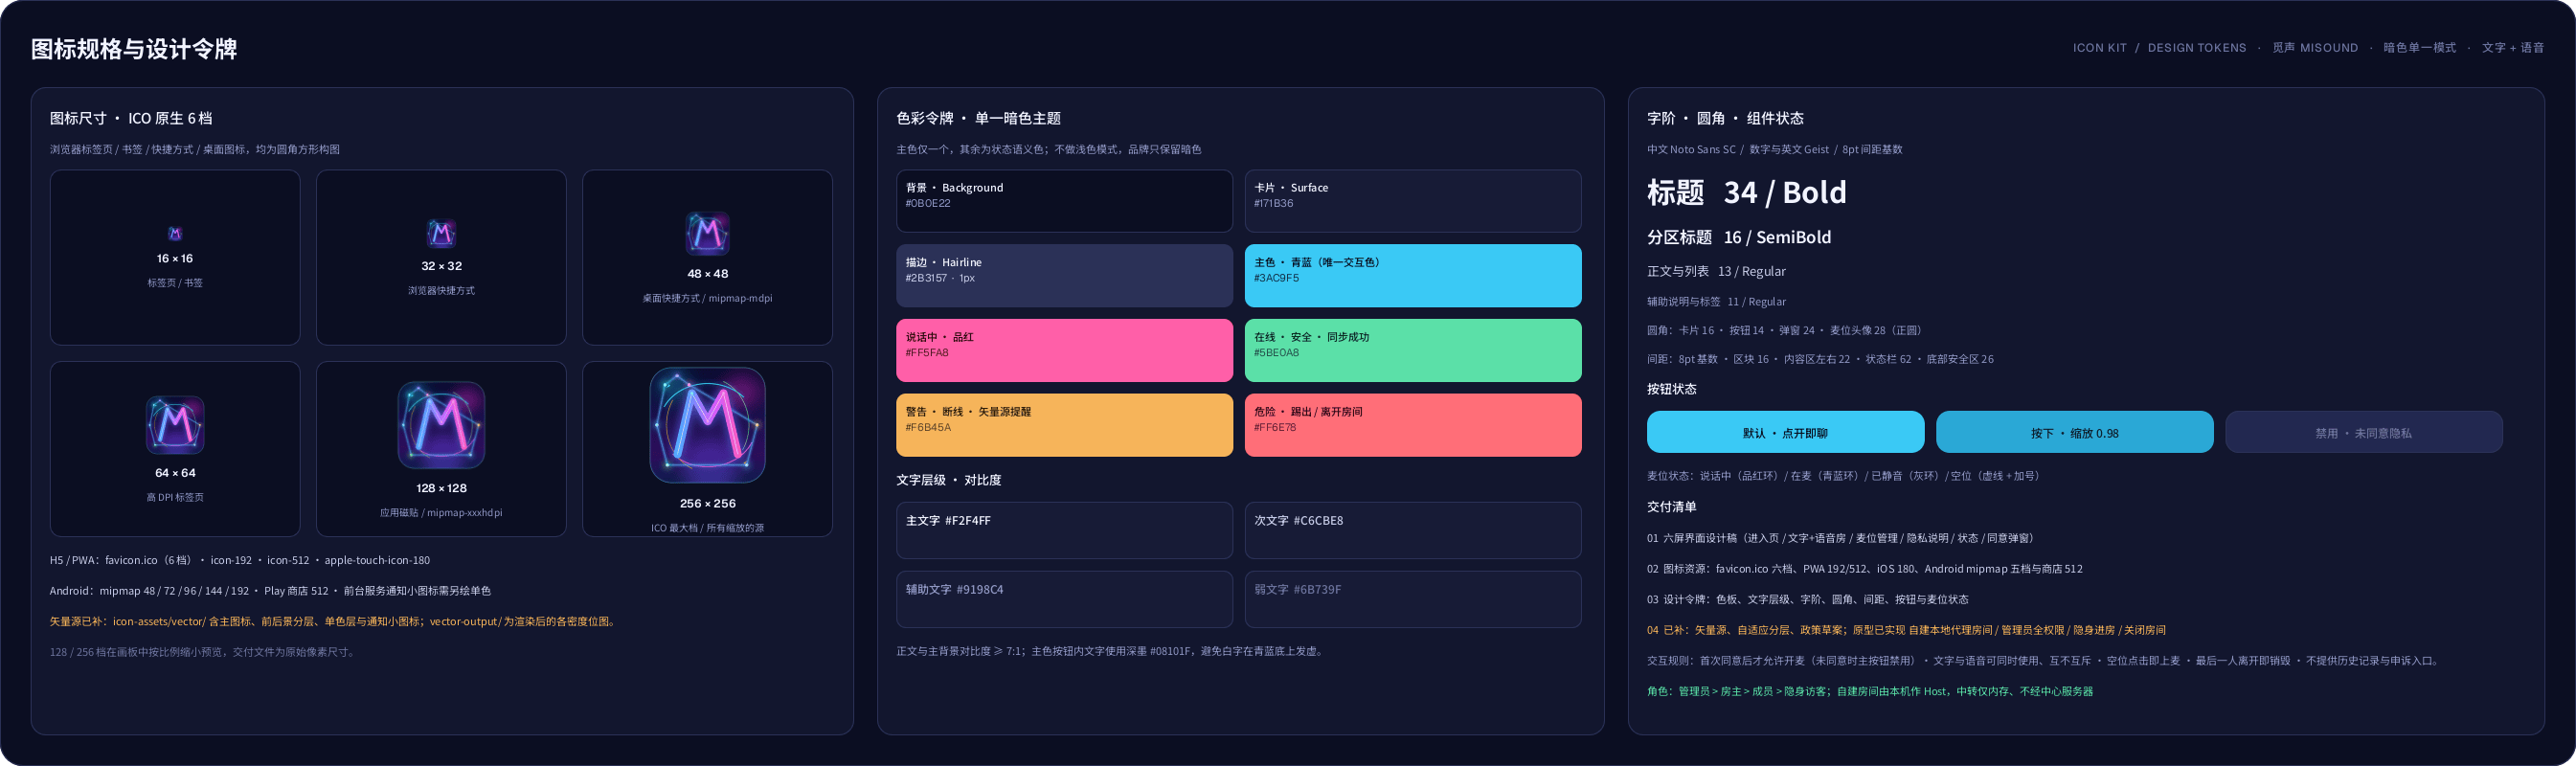 图标规格与设计令牌
ICON KIT / DESIGN TOKENS · 觅声 MISOUND · 暗色单一模式 · 文字 + 语音
图标尺寸 · ICO 原生 6 档
浏览器标签页 / 书签 / 快捷方式 / 桌面图标，均为圆角方形构图
16 × 16
标签页 / 书签
32 × 32
浏览器快捷方式
48 × 48
桌面快捷方式 / mipmap-mdpi
64 × 64
高 DPI 标签页
128 × 128
应用磁贴 / mipmap-xxxhdpi
256 × 256
ICO 最大档 / 所有缩放的源
H5 / PWA：favicon.ico（6 档） · icon-192 · icon-512 · apple-touch-icon-180
Android：mipmap 48 / 72 / 96 / 144 / 192 · Play 商店 512 · 前台服务通知小图标需另绘单色
矢量源已补：icon-assets/vector/ 含主图标、前后景分层、单色层与通知小图标；vector-output/ 为渲染后的各密度位图。
128 / 256 档在画板中按比例缩小预览，交付文件为原始像素尺寸。
色彩令牌 · 单一暗色主题
主色仅一个，其余为状态语义色；不做浅色模式，品牌只保留暗色
背景 · Background
#0B0E22
卡片 · Surface
#171B36
描边 · Hairline
#2B3157 · 1px
主色 · 青蓝（唯一交互色）
#3AC9F5
说话中 · 品红
#FF5FA8
在线 · 安全 · 同步成功
#5BE0A8
警告 · 断线 · 矢量源提醒
#F6B45A
危险 · 踢出 / 离开房间
#FF6E78
文字层级 · 对比度
主文字 #F2F4FF
次文字 #C6CBE8
辅助文字 #9198C4
弱文字 #6B739F
正文与主背景对比度 ≥ 7:1；主色按钮内文字使用深墨 #08101F，避免白字在青蓝底上发虚。
字阶 · 圆角 · 组件状态
中文 Noto Sans SC / 数字与英文 Geist / 8pt 间距基数
标题 34 / Bold
分区标题 16 / SemiBold
正文与列表 13 / Regular
辅助说明与标签 11 / Regular
圆角：卡片 16 · 按钮 14 · 弹窗 24 · 麦位头像 28（正圆）
间距：8pt 基数 · 区块 16 · 内容区左右 22 · 状态栏 62 · 底部安全区 26
按钮状态
默认 · 点开即聊
按下 · 缩放 0.98
禁用 · 未同意隐私
麦位状态：说话中（品红环）/ 在麦（青蓝环）/ 已静音（灰环）/ 空位（虚线 + 加号）
交付清单
01 六屏界面设计稿（进入页 / 文字+语音房 / 麦位管理 / 隐私说明 / 状态 / 同意弹窗）
02 图标资源：favicon.ico 六档、PWA 192/512、iOS 180、Android mipmap 五档与商店 512
03 设计令牌：色板、文字层级、字阶、圆角、间距、按钮与麦位状态
04 已补：矢量源、自适应分层、政策草案；原型已实现 自建本地代理房间 / 管理员全权限 / 隐身进房 / 关闭房间
交互规则：首次同意后才允许开麦（未同意时主按钮禁用） · 文字与语音可同时使用、互不互斥 · 空位点击即上麦 · 最后一人离开即销毁 · 不提供历史记录与申诉入口。
角色：管理员 > 房主 > 成员 > 隐身访客；自建房间由本机作 Host，中转仅内存、不经中心服务器